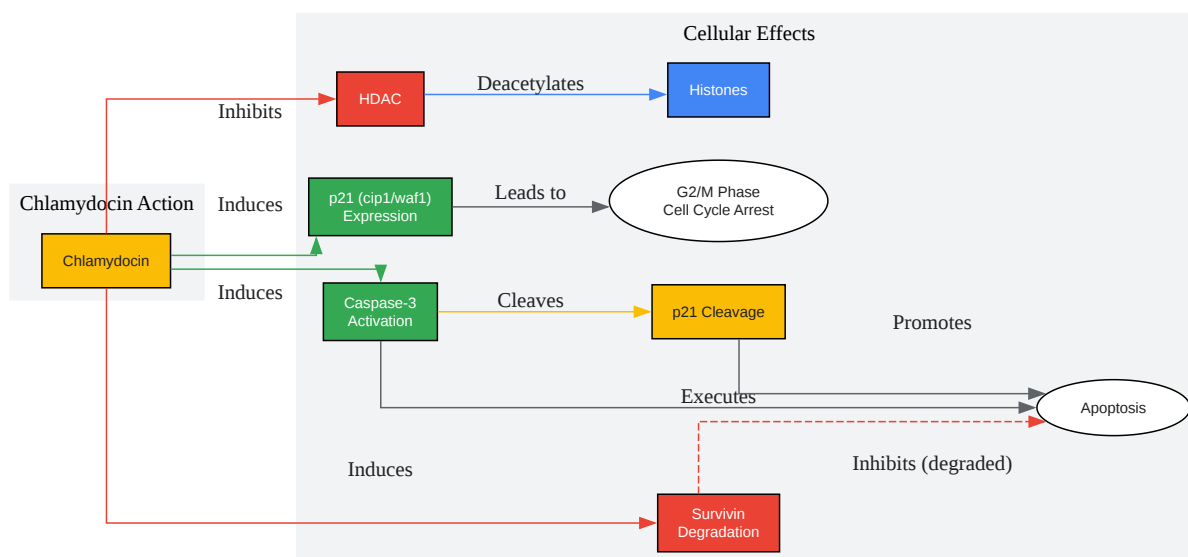 Cellular Effects
HDAC
Deacetylates
Histones
Inhibits
Chlamydocin Action
Chlamydocin
Induces
p21 (cip1/waf1)
Expression
Leads to
G2/M Phase
Cell Cycle Arrest
Induces
Caspase-3
Activation
Cleaves
p21 Cleavage
Promotes
Executes
Apoptosis
Induces
Inhibits (degraded)
Survivin
Degradation